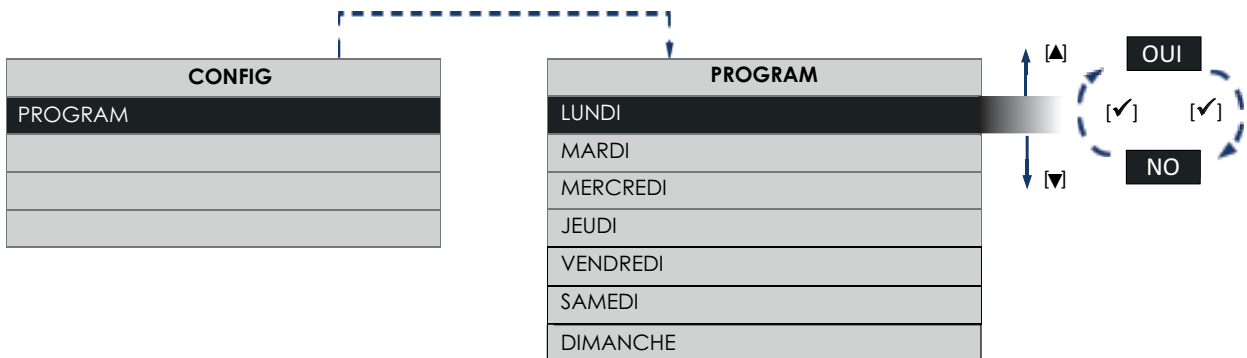 CONFIG
PROGRAM
PROGRAM
LUNDI
MARDI
MERCREDI
JEUDI
VENDREDI
SAMEDI
DIMANCHE
[▲]
[▼]
OUI
[✔] [✔]
NO